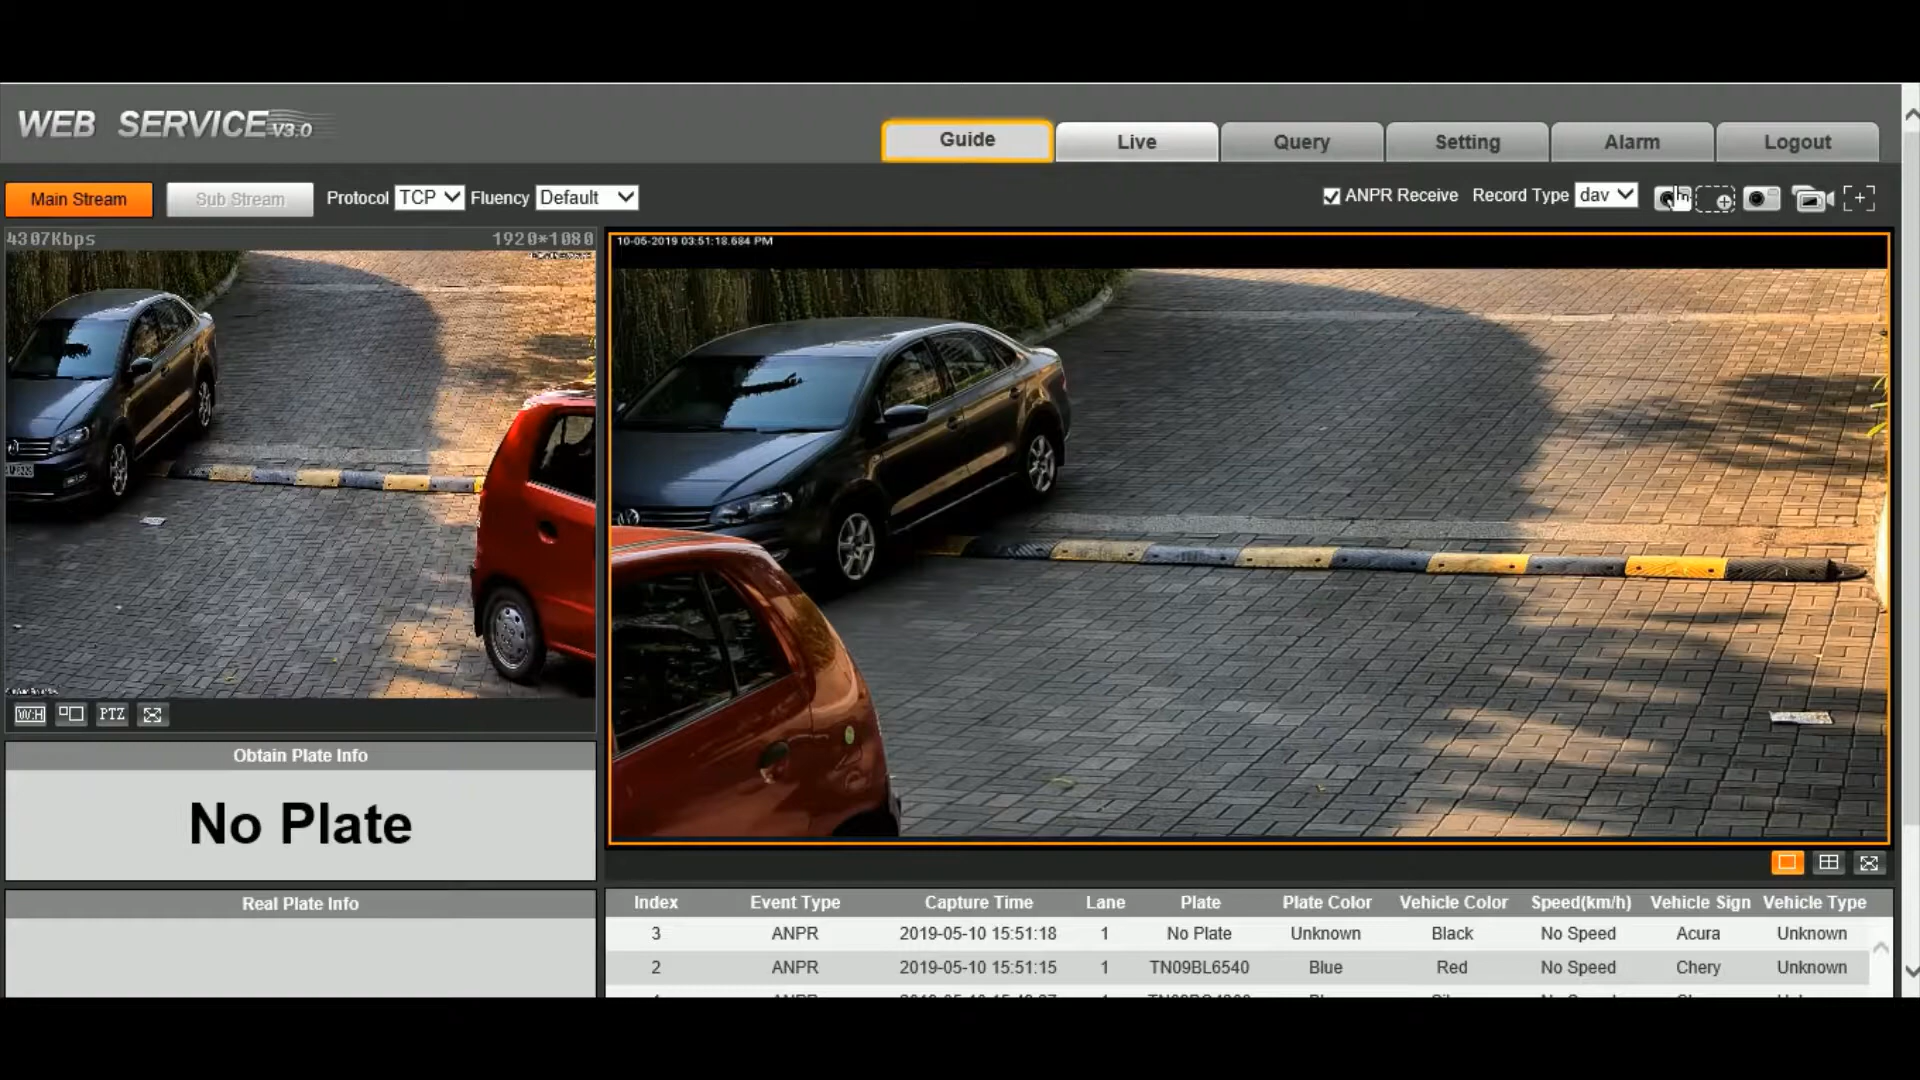 WEB SERVICE V3.0
Guide
Live
Query
Setting
Alarm
Logout
Main Stream
Sub Stream
Protocol TCP Fluency Default
ANPR Receive Record Type dav
4307Kbps 1920*1080
10-05-2019 03:51:18.684 PM
W:H
PTZ
Obtain Plate Info
No Plate
Real Plate Info
Index Event Type Capture Time Lane Plate Plate Color Vehicle Color Speed(km/h) Vehicle Sign Vehicle Type
3 ANPR 2019-05-10 15:51:18 1 No Plate Unknown Black No Speed Acura Unknown
2 ANPR 2019-05-10 15:51:15 1 TN09BL6540 Blue Red No Speed Chery Unknown